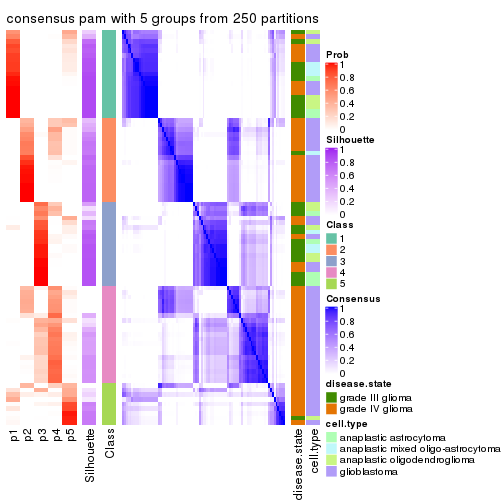 consensus pam with 5 groups from 250 partitions
Prob
1
0.8
0.6
0.4
0.2
0
Silhouette
1
0.8
0.6
0.4
0.2
0
Class
1
2
3
4
5
Consensus
1
0.8
0.6
0.4
0.2
0
disease.state
grade III glioma
grade IV glioma
cell.type
anaplastic astrocytoma
anaplastic mixed oligo-astrocytoma
anaplastic oligodendroglioma
glioblastoma
p1
p2
p3
p4
p5
Silhouette
Class
disease.state
cell.type